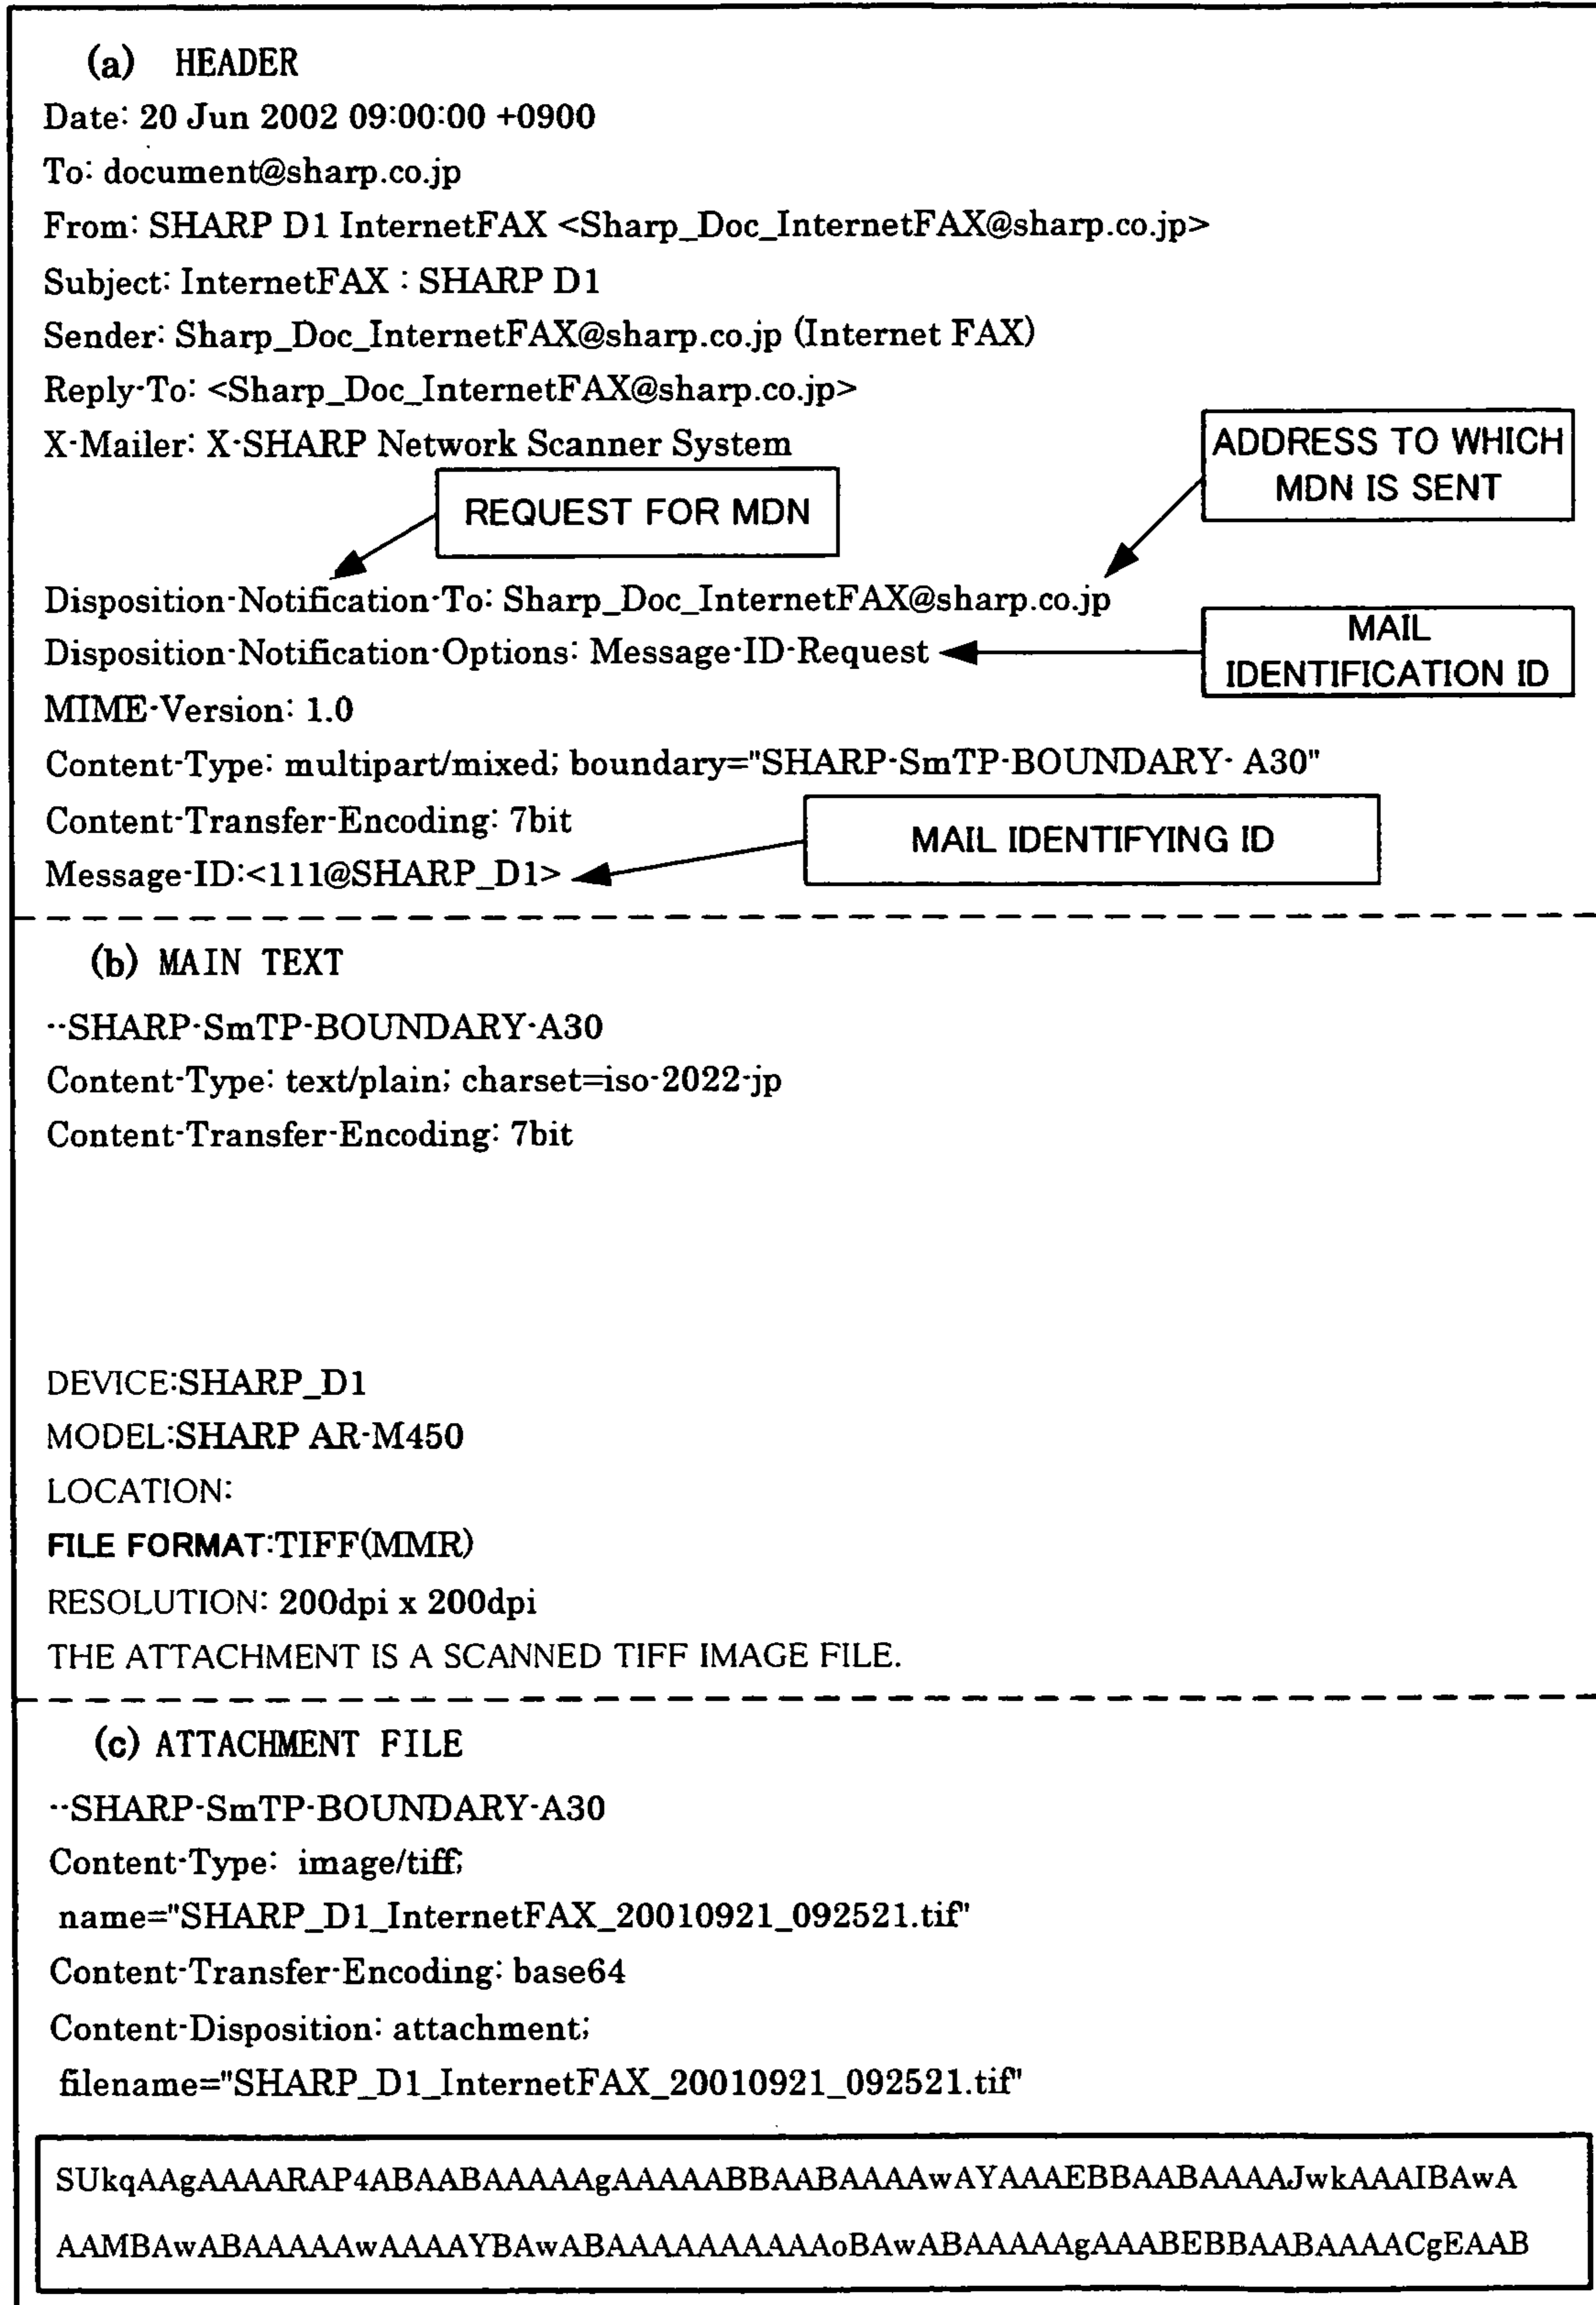 (a) HEADER
Date: 20 Jun 2002 09:00:00 +0900
To: document@sharp.co.jp
From: SHARP D1 InternetFAX <Sharp_Doc_InternetFAX@sharp.co.jp>
Subject: InternetFAX : SHARP D1
Sender: Sharp_Doc_InternetFAX@sharp.co.jp (Internet FAX)
Reply-To: <Sharp_Doc_InternetFAX@sharp.co.jp>
X-Mailer: X-SHARP Network Scanner System
ADDRESS TO WHICH
MDN IS SENT
REQUEST FOR MDN
Disposition-Notification-To: Sharp_Doc_InternetFAX@sharp.co.jp
Disposition-Notification-Options: Message-ID-Request
MAIL
IDENTIFICATION ID
MIME-Version: 1.0
Content-Type: multipart/mixed; boundary="SHARP-SmTP-BOUNDARY- A30"
Content-Transfer-Encoding: 7bit
MAIL IDENTIFYING ID
Message-ID:<111@SHARP_D1>
(b) MAIN TEXT
--SHARP-SmTP-BOUNDARY-A30
Content-Type: text/plain; charset=iso-2022-jp
Content-Transfer-Encoding: 7bit
DEVICE:SHARP_D1
MODEL:SHARP AR-M450
LOCATION:
FILE FORMAT:TIFF(MMR)
RESOLUTION: 200dpi x 200dpi
THE ATTACHMENT IS A SCANNED TIFF IMAGE FILE.
(c) ATTACHMENT FILE
--SHARP-SmTP-BOUNDARY-A30
Content-Type: image/tiff;
name="SHARP_D1_InternetFAX_20010921_092521.tif"
Content-Transfer-Encoding: base64
Content-Disposition: attachment;
filename="SHARP_D1_InternetFAX_20010921_092521.tif"
SUkqAAgAAAARAP4ABAABAAAAAgAAAAABBAABAAAAwAYAAAEBBAABAAAAJwkAAAIBAwA
AAMBAwABAAAAAwAAAAYBAwABAAAAAAAAAAoBAwABAAAAAgAAABEBBAABAAAACgEAAB